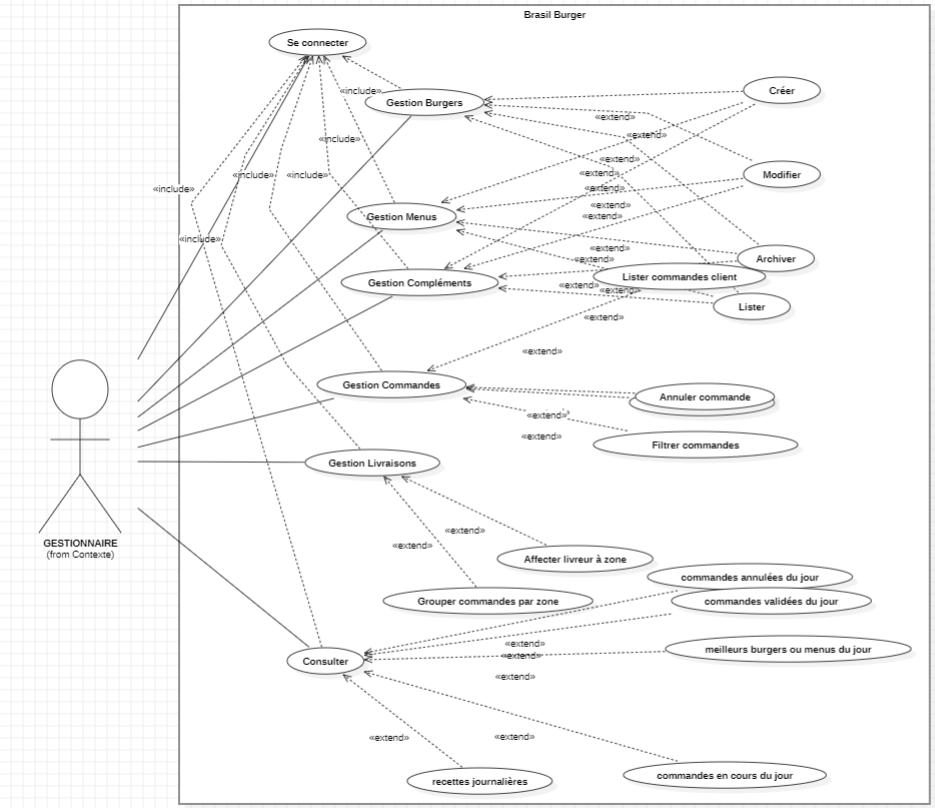 Brasil Burger
Se connecter
Créer
«include»
Gestion Burgers
«extend»
«extend»
«include»
«extend»
«extend»
Modifier
«include»
«include»
«include»
«extend»
«extend»
Gestion Menus
«extend»
«include»
«extend»
Archiver
«extend»
Lister commandes client
Gestion Compléments
«extend»
«extend»
Lister
«extend»
«extend»
Gestion Commandes
Annuler commande
«extend»
«extend»
Filtrer commandes
Gestion Livraisons
«extend»
GESTIONNAIRE
(from Contexte)
«extend»
Affecter livreur à zone
commandes annulées du jour
Grouper commandes par zone
commandes validées du jour
«extend»
«extend»
meilleurs burgers ou menus du jour
Consulter
«extend»
«extend»
«extend»
commandes en cours du jour
recettes journalières